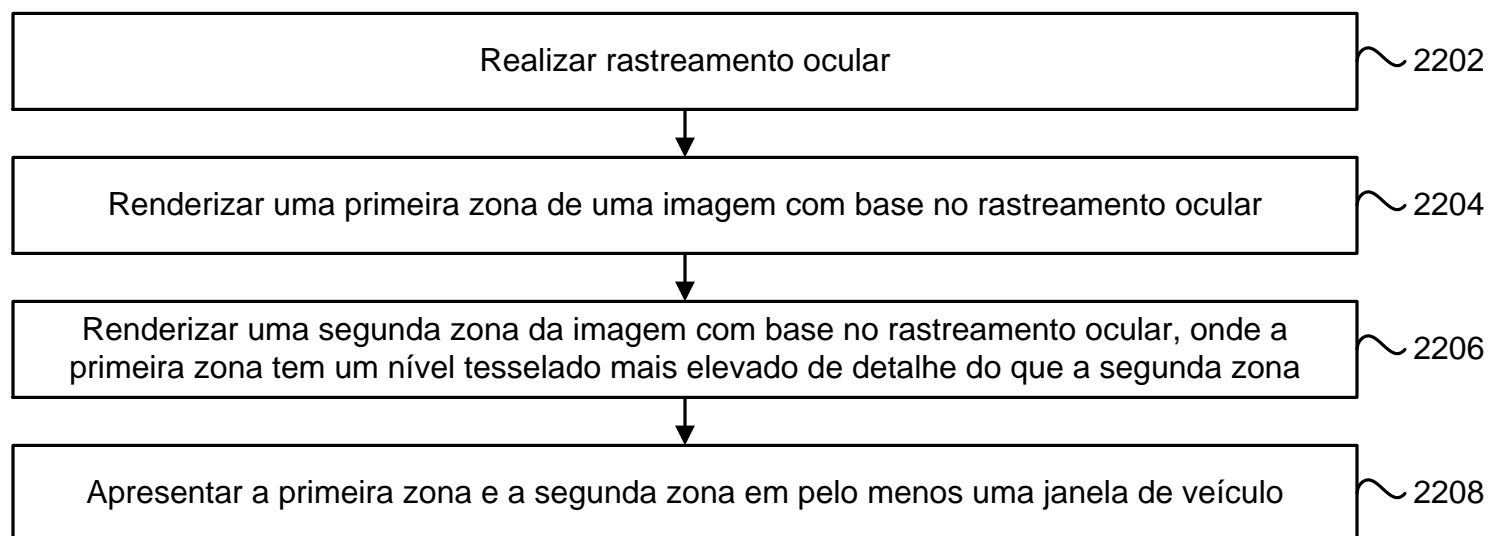 Realizar rastreamento ocular
2202
Renderizar uma primeira zona de uma imagem com base no rastreamento ocular
2204
Renderizar uma segunda zona da imagem com base no rastreamento ocular, onde a
primeira zona tem um nível tesselado mais elevado de detalhe do que a segunda zona
2206
Apresentar a primeira zona e a segunda zona em pelo menos uma janela de veículo
2208